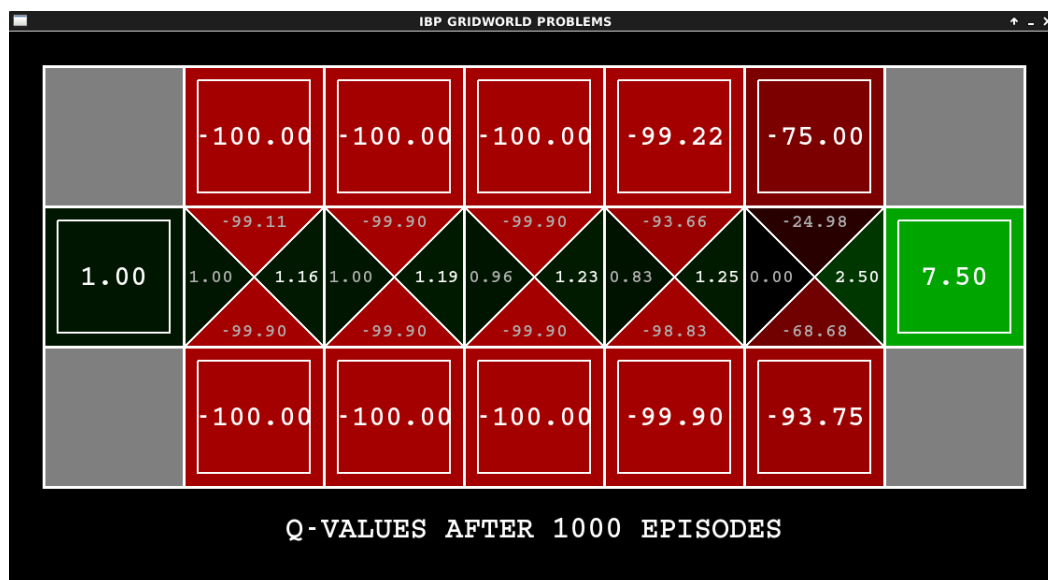 IBP GRIDWORLD PROBLEMS
-100.00 -100.00 -100.00 -99.22 -75.00
-99.11 -99.90 -99.90 -93.66 -24.98
1.00 1.00 1.16 1.00 1.19 0.96 1.23 0.83 1.25 0.00 2.50 7.50
-99.90 -99.90 -99.90 -98.83 -68.68
-100.00 -100.00 -100.00 -99.90 -93.75
Q-VALUES AFTER 1000 EPISODES